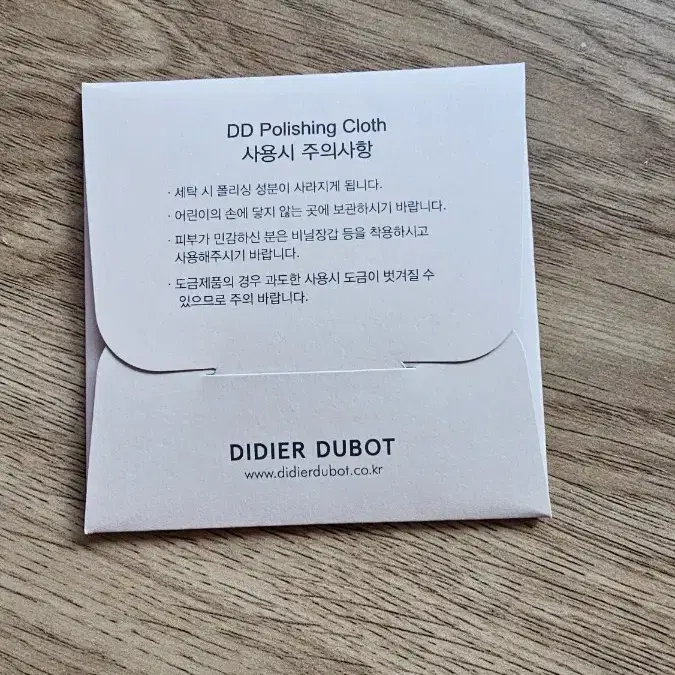 DD Polishing Cloth
사용시 주의사항
· 세탁 시 폴리싱 성분이 사라지게 됩니다.
· 어린이의 손에 닿지 않는 곳에 보관하시기 바랍니다.
· 피부가 민감하신 분은 비닐장갑 등을 착용하시고
사용해주시기 바랍니다.
· 도금제품의 경우 과도한 사용시 도금이 벗겨질 수
있으므로 주의 바랍니다.
DIDIER DUBOT
www.didierdubot.co.kr